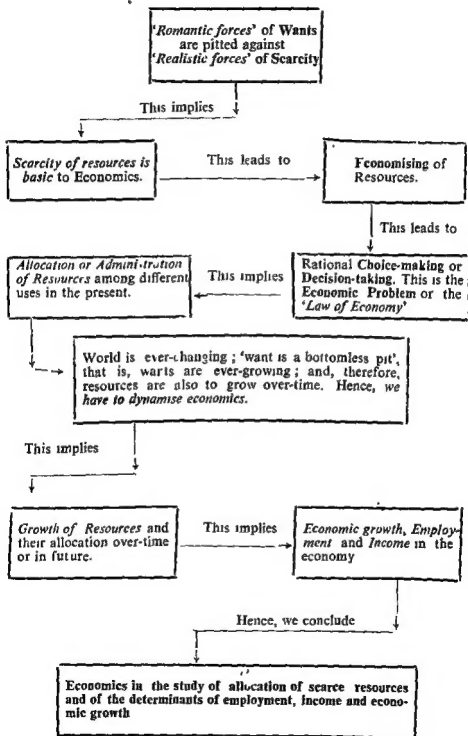 'Romantic forces' of Wants
are pitted against
'Realistic forces' of Scarcity
This implies
Scarcity of resources is
basic to Economics.
This leads to
Economising of
Resources.
This leads to
Rational Choice-making or
Decision-taking. This is the
Economic Problem or the
'Law of Economy'
This implies
Allocation or Administration
of Resources among different
uses in the present.
World is ever-changing ; 'want is a bottomless pit',
that is, warts are ever-growing ; and, therefore,
resources are also to grow over-time. Hence, we
have to dynamise economics.
This implies
Growth of Resources and
their allocation over-time
or in future.
This implies
Economic growth, Employ-
ment and Income in the
economy
Hence, we conclude
Economics in the study of allocation of scarce resources
and of the determinants of employment, income and econo-
mic growth